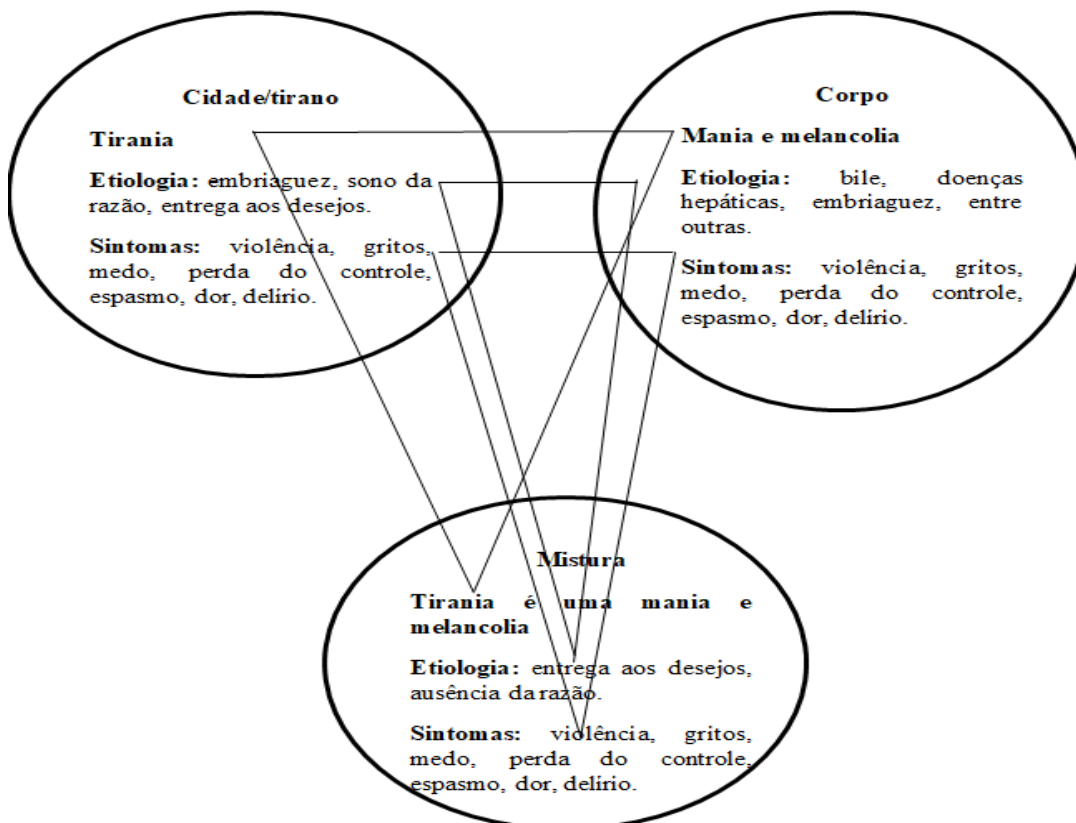 Cidade/tirano
Tirania
Etiologia: embriaguez, sono da
razão, entrega aos desejos.
Sintomas: violência, gritos,
medo, perda do controle,
espasmo, dor, delírio.
Corpo
Mania e melancolia
Etiologia: bile, doenças
hepáticas, embriaguez, entre
outras.
Sintomas: violência, gritos,
medo, perda do controle,
espasmo, dor, delírio.
Mistura
Tirania é uma mania e
melancolia
Etiologia: entrega aos desejos,
ausência da razão.
Sintomas: violência, gritos,
medo, perda do controle,
espasmo, dor, delírio.